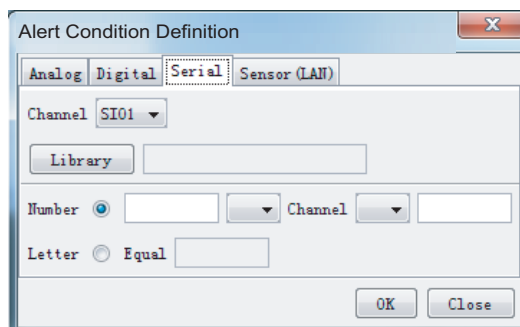 Alert Condition Definition
Analog Digital Serial Sensor(LAN)
Channel SI01
Library
Number Channel
Letter Equal
OK Close